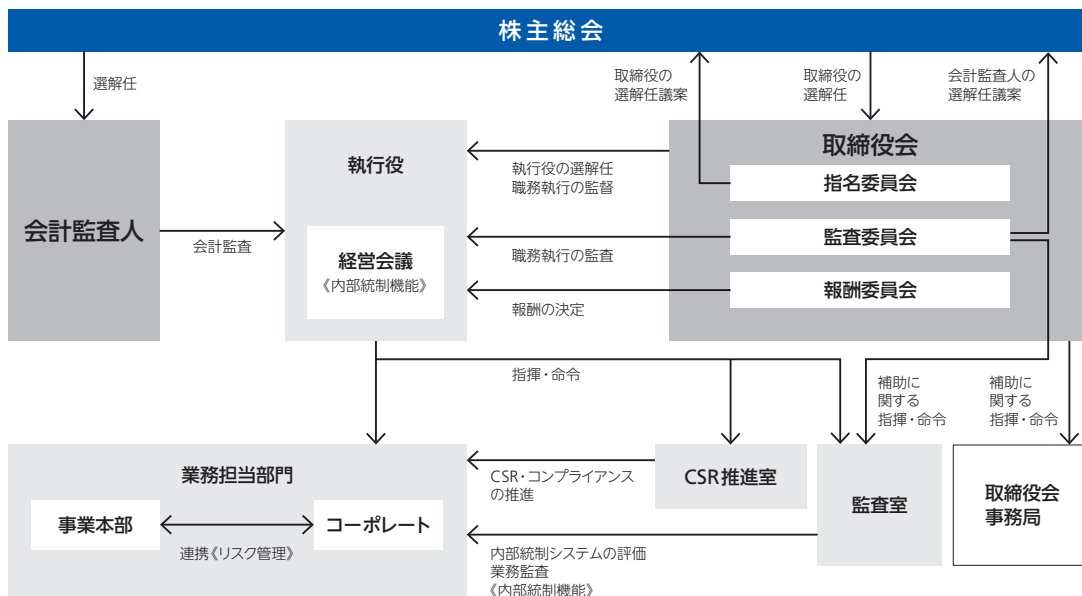 株主総会
選解任
取締役の
選解任議案
取締役の
選解任
会計監査人の
選解任議案
会計監査人
会計監査
執行役
経営会議
《内部統制機能》
執行役の選解任
職務執行の監督
職務執行の監査
報酬の決定
取締役会
指名委員会
監査委員会
報酬委員会
指揮・命令
補助に
関する
指揮・命令
補助に
関する
指揮・命令
業務担当部門
事業本部
コーポレート
連携《リスク管理》
CSR・コンプライアンス
の推進
CSR推進室
内部統制システムの評価
業務監査
《内部統制機能》
監査室
取締役会
事務局